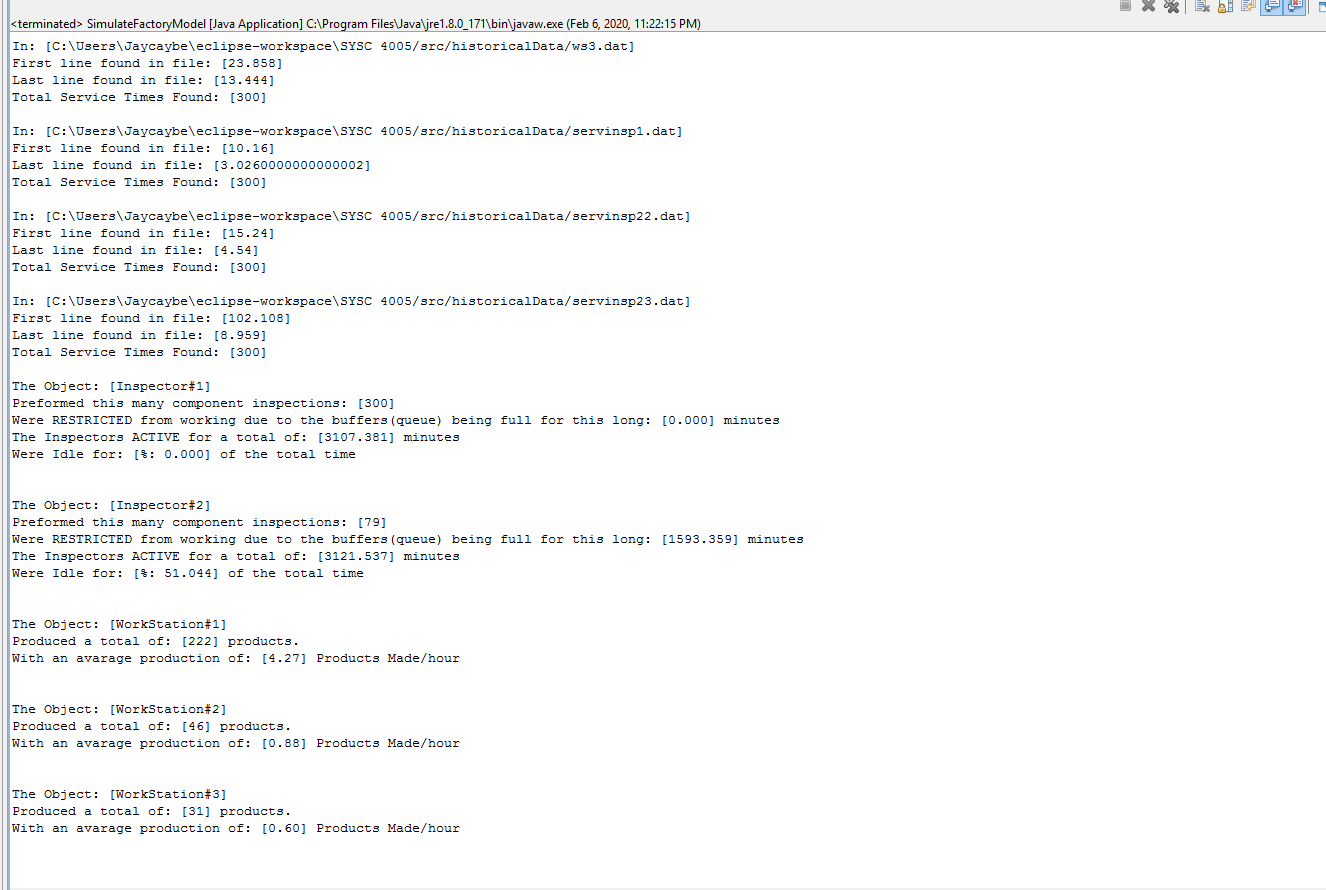 <terminated> SimulateFactoryModel [Java Application] C:\Program Files\Java\jre1.8.0_171\bin\javaw.exe (Feb 6, 2020, 11:22:15 PM)
In: [C:\Users\Jaycaybe\eclipse-workspace\SYSC 4005/src/historicalData/ws3.dat]
First line found in file: [23.858]
Last line found in file: [13.444]
Total Service Times Found: [300]
In: [C:\Users\Jaycaybe\eclipse-workspace\SYSC 4005/src/historicalData/servinsp1.dat]
First line found in file: [10.16]
Last line found in file: [3.0260000000000002]
Total Service Times Found: [300]
In: [C:\Users\Jaycaybe\eclipse-workspace\SYSC 4005/src/historicalData/servinsp22.dat]
First line found in file: [15.24]
Last line found in file: [4.54]
Total Service Times Found: [300]
In: [C:\Users\Jaycaybe\eclipse-workspace\SYSC 4005/src/historicalData/servinsp23.dat]
First line found in file: [102.108]
Last line found in file: [8.959]
Total Service Times Found: [300]
The Object: [Inspector#1]
Preformed this many component inspections: [300]
Were RESTRICTED from working due to the buffers(queue) being full for this long: [0.000] minutes
The Inspectors ACTIVE for a total of: [3107.381] minutes
Were Idle for: [%: 0.000] of the total time
The Object: [Inspector#2]
Preformed this many component inspections: [79]
Were RESTRICTED from working due to the buffers(queue) being full for this long: [1593.359] minutes
The Inspectors ACTIVE for a total of: [3121.537] minutes
Were Idle for: [%: 51.044] of the total time
The Object: [WorkStation#1]
Produced a total of: [222] products.
With an avarage production of: [4.27] Products Made/hour
The Object: [WorkStation#2]
Produced a total of: [46] products.
With an avarage production of: [0.88] Products Made/hour
The Object: [WorkStation#3]
Produced a total of: [31] products.
With an avarage production of: [0.60] Products Made/hour